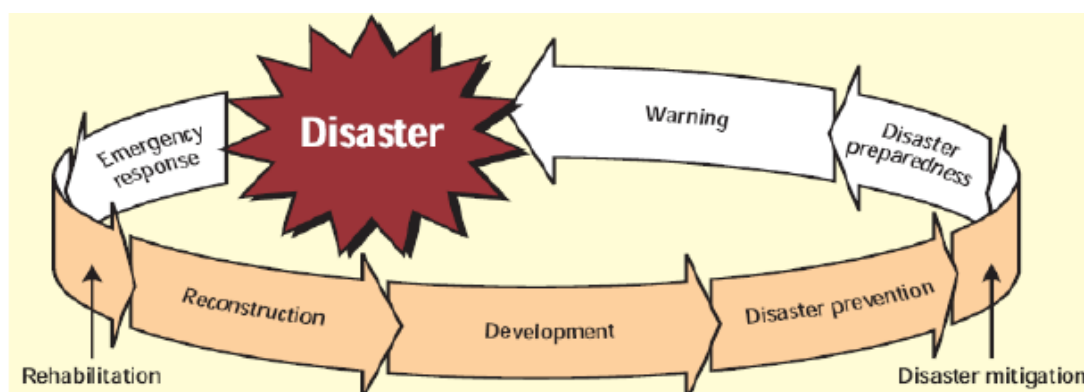 Disaster
Warning
Disaster
preparedness
Emergency
response
Reconstruction
Development
Disaster prevention
Rehabilitation
Disaster mitigation